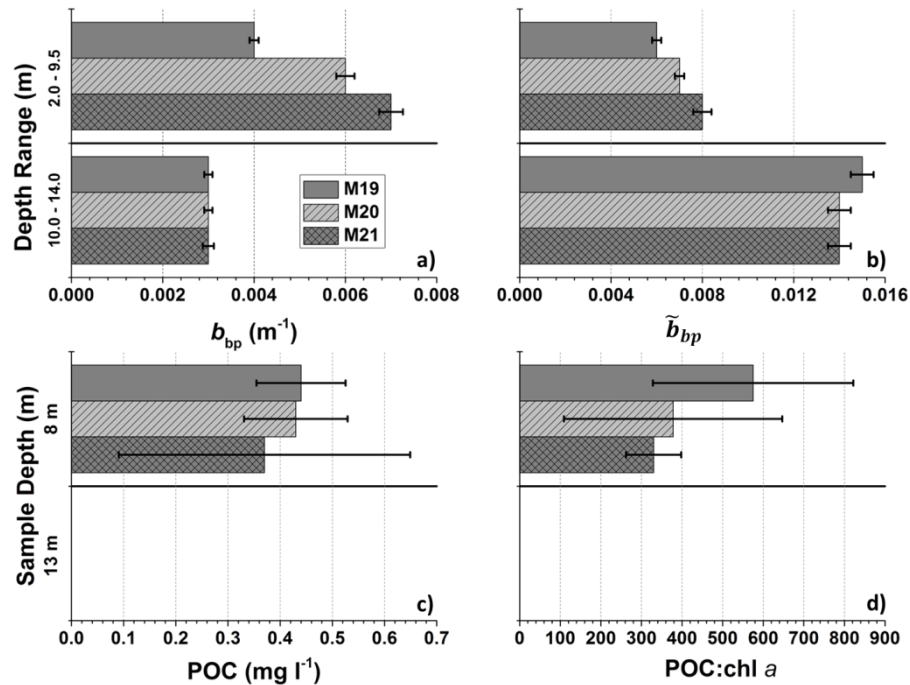 Depth Range (m)
2.0 - 9.5
10.0 - 14.0
M19
M20
M21
a)
0.000 0.002 0.004 0.006 0.008
b_bp (m⁻¹)
b)
0.000 0.004 0.008 0.012 0.016
b̃_bp
Sample Depth (m)
8 m
13 m
c)
0.0 0.1 0.2 0.3 0.4 0.5 0.6 0.7
POC (mg l⁻¹)
d)
0 100 200 300 400 500 600 700 800 900
POC:chl a